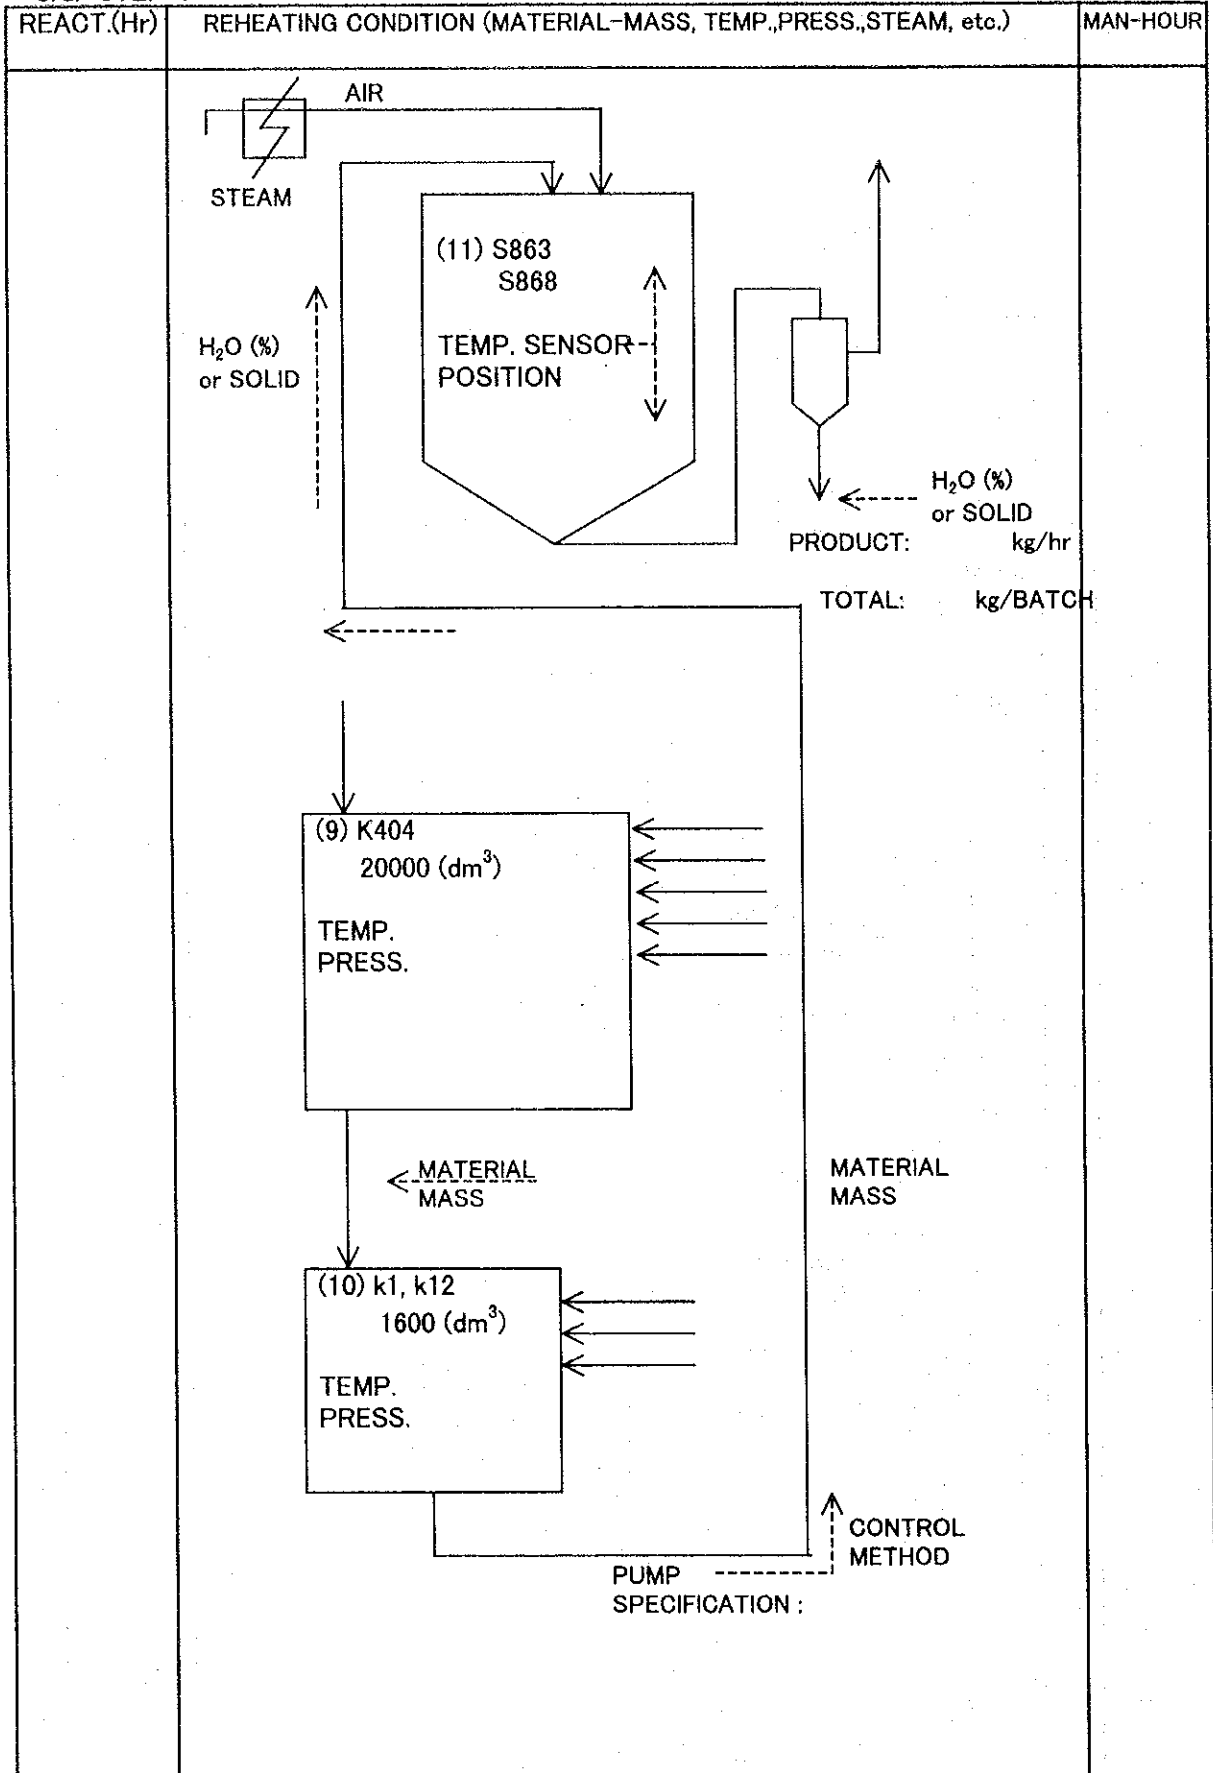 REACT.(Hr)
REHEATING CONDITION (MATERIAL-MASS, TEMP.,PRESS.,STEAM, etc.)
MAN-HOUR
AIR
STEAM
(11) S863
S868
TEMP. SENSOR
POSITION
H₂O (%)
or SOLID
H₂O (%)
or SOLID
PRODUCT: kg/hr
TOTAL: kg/BATCH
(9) K404
20000 (dm³)
TEMP.
PRESS.
MATERIAL
MASS
MATERIAL
MASS
(10) k1, k12
1600 (dm³)
TEMP.
PRESS.
CONTROL
METHOD
PUMP
SPECIFICATION :